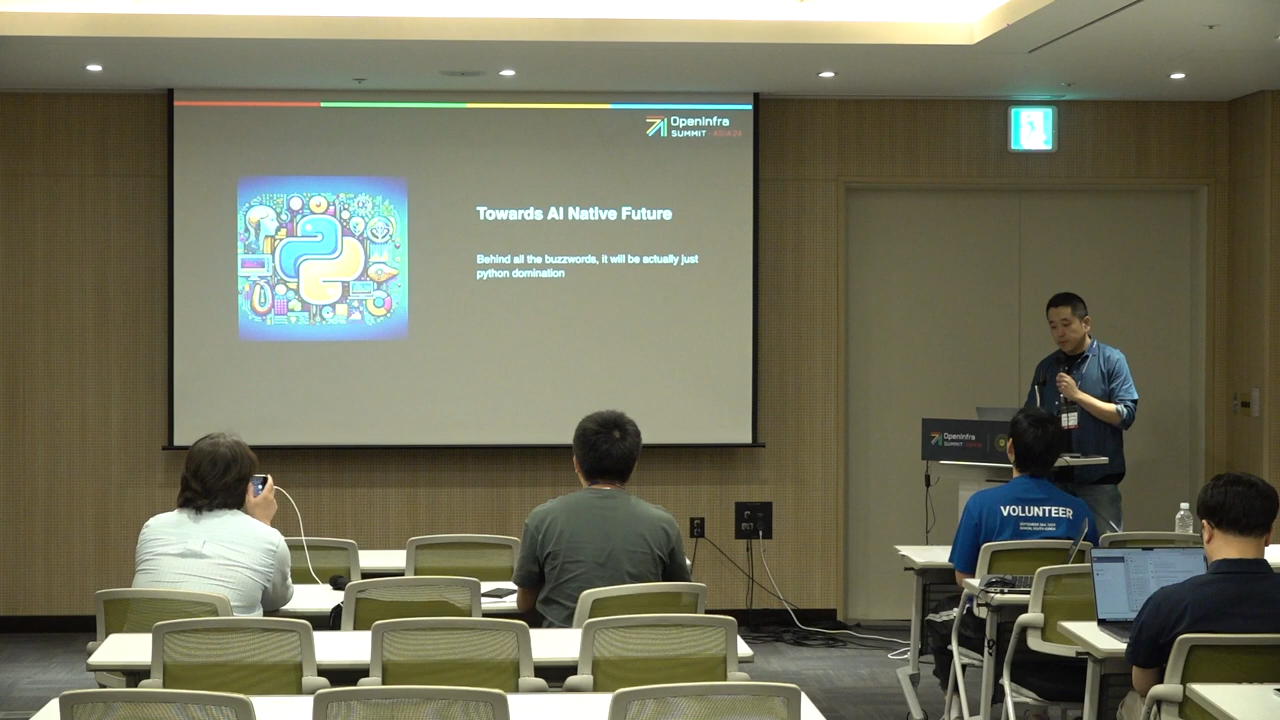 OpenInfra
SUMMIT · ASIA 24
Towards AI Native Future
Behind all the buzzwords, it will be actually just
python domination
OpenInfra
SUMMIT
VOLUNTEER